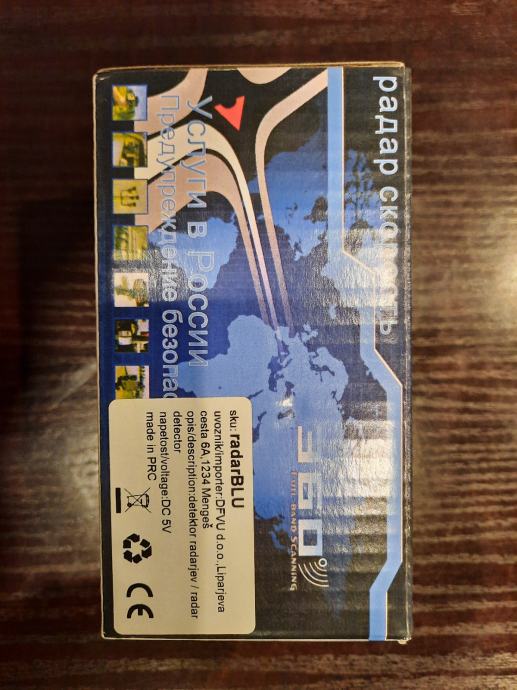 радар скорость
360
FULL-BAND SCANNING
Услуги в России
Предупреждение безопас
sku: radarBLU
uvoznik/importer:DFVU d.o.o.,Liparjeva
cesta 6A,1234 Mengeš
opis/description:detektor radarjev / radar
detector
napetost/voltage:DC 5V
made in PRC
CE